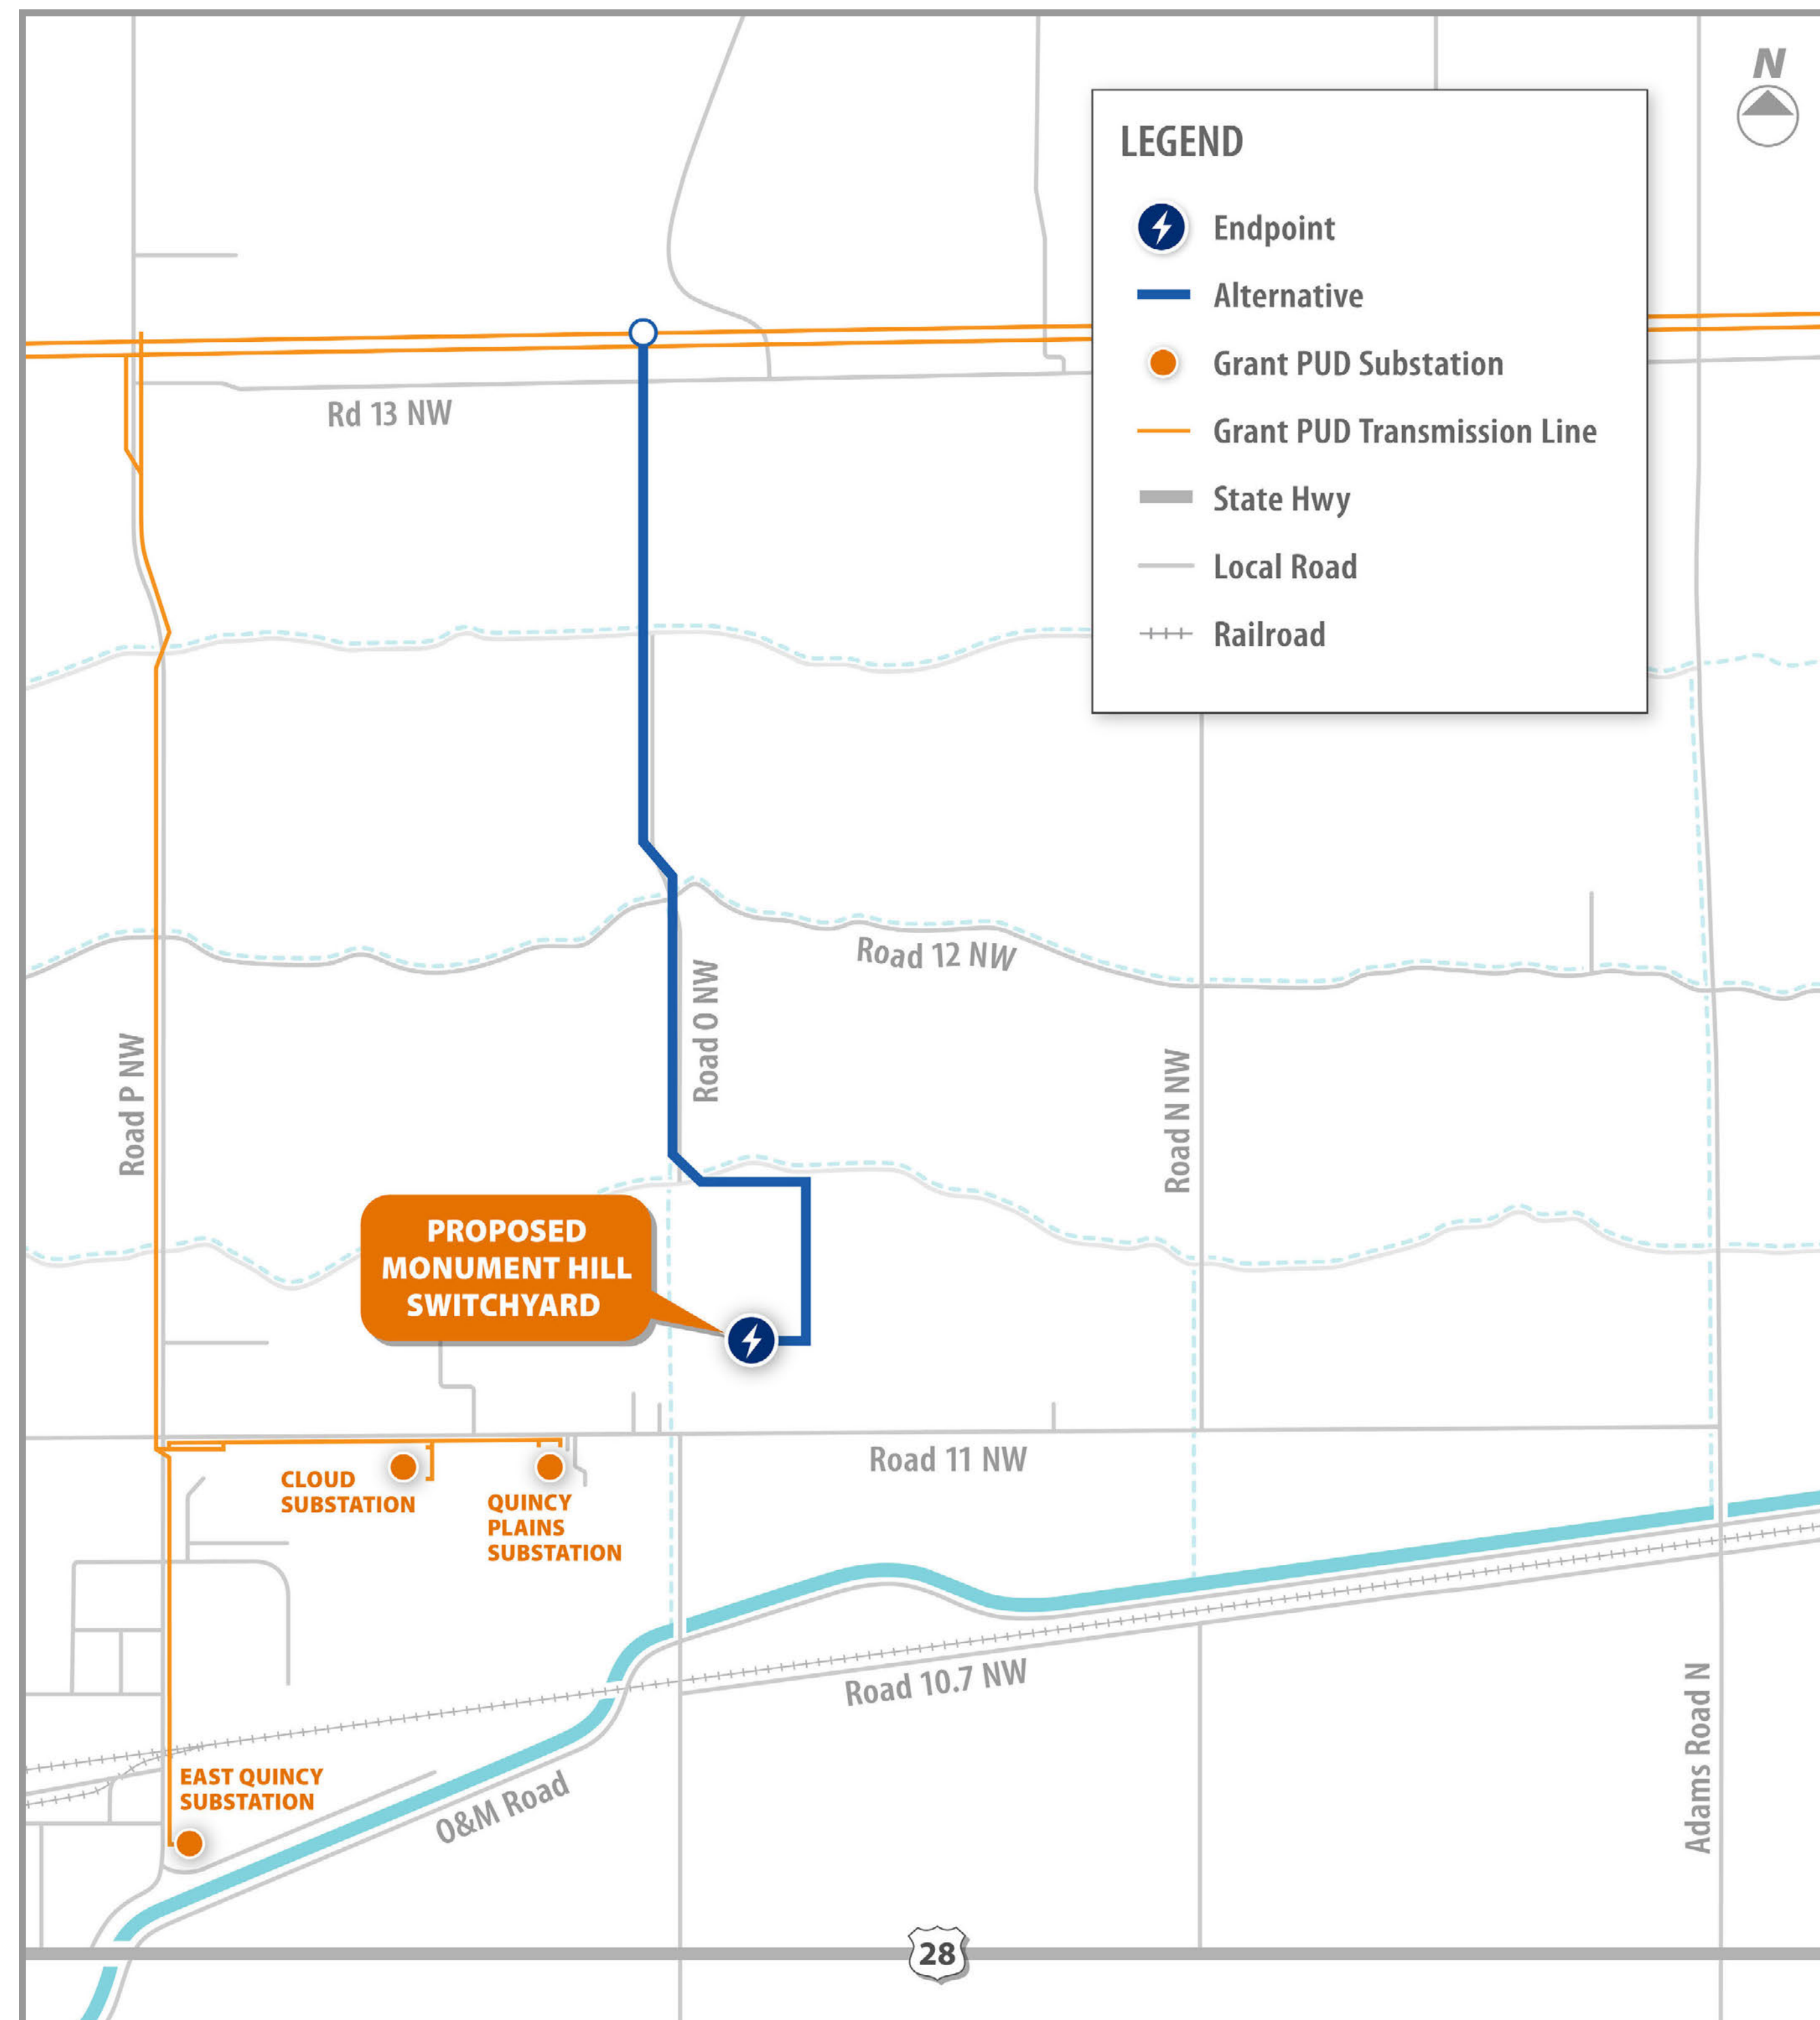 N
LEGEND
Endpoint
Alternative
Grant PUD Substation
Grant PUD Transmission Line
State Hwy
Local Road
Railroad
Rd 13 NW
Road 12 NW
Road O NW
Road P NW
Road N NW
PROPOSED
MONUMENT HILL
SWITCHYARD
Road 11 NW
CLOUD
SUBSTATION
QUINCY
PLAINS
SUBSTATION
Road 10.7 NW
Adams Road N
EAST QUINCY
SUBSTATION
O&M Road
28